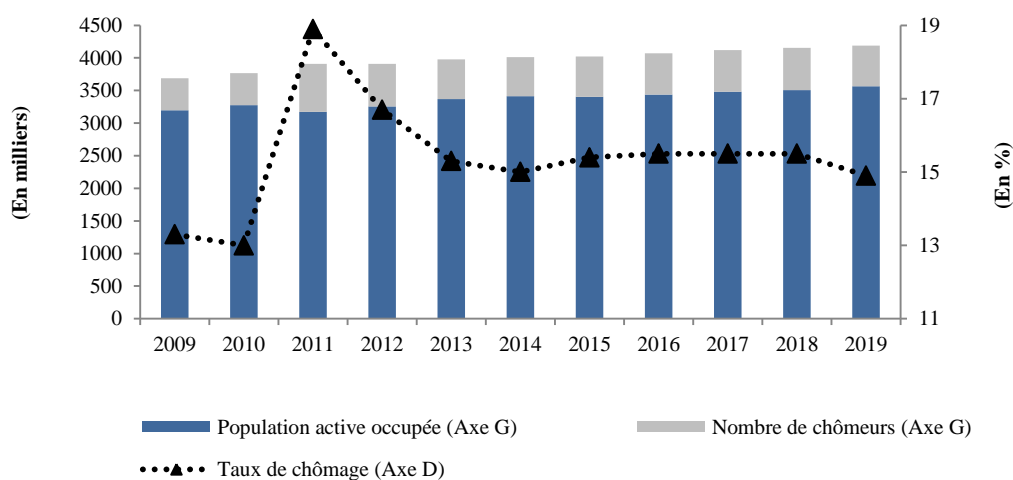 (En milliers)
4500
4000
3500
3000
2500
2000
1500
1000
500
0
19
17
15
13
11
(En %)
2009 2010 2011 2012 2013 2014 2015 2016 2017 2018 2019
Population active occupée (Axe G)
Nombre de chômeurs (Axe G)
Taux de chômage (Axe D)